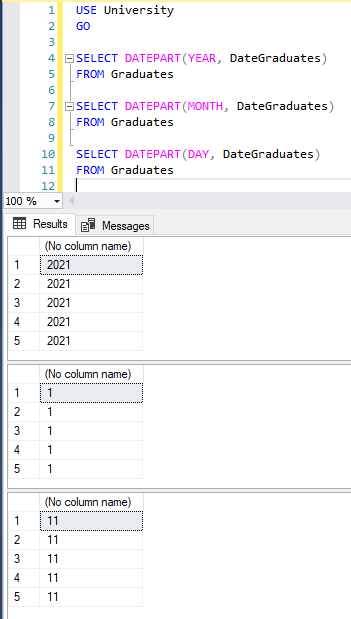 1 USE University
2 GO
3
4 SELECT DATEPART(YEAR, DateGraduates)
5 FROM Graduates
6
7 SELECT DATEPART(MONTH, DateGraduates)
8 FROM Graduates
9
10 SELECT DATEPART(DAY, DateGraduates)
11 FROM Graduates
12
100 %
Results Messages
(No column name)
1 2021
2 2021
3 2021
4 2021
5 2021
(No column name)
1 1
2 1
3 1
4 1
5 1
(No column name)
1 11
2 11
3 11
4 11
5 11